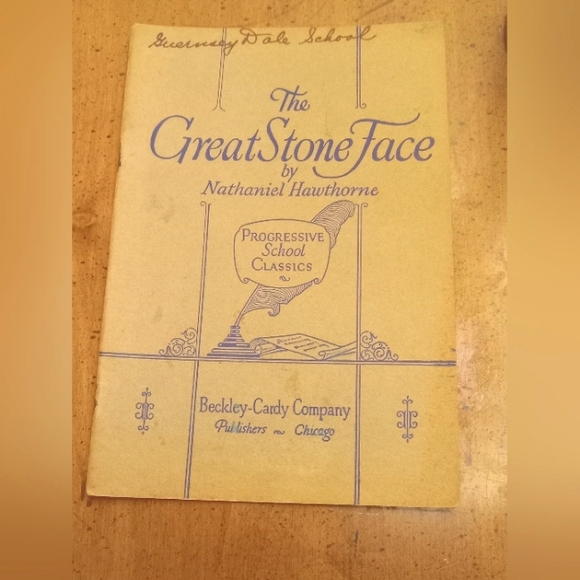 Guernsey Dale School
The
Great Stone Face
by
Nathaniel Hawthorne
PROGRESSIVE
School
CLASSICS
Beckley-Cardy Company
Publishers ~ Chicago